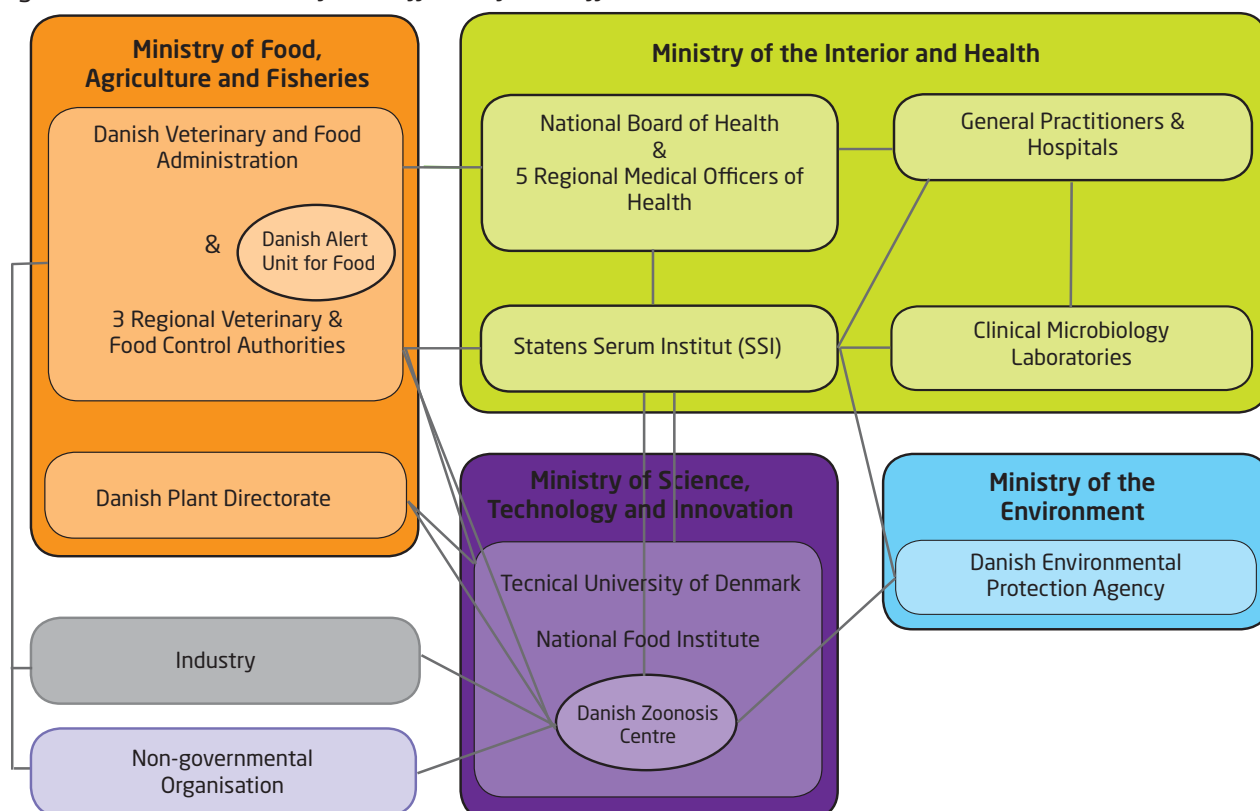 Ministry of Food,
Agriculture and Fisheries
Danish Veterinary and Food
Administration
&
Danish Alert
Unit for Food
3 Regional Veterinary &
Food Control Authorities
Danish Plant Directorate
Industry
Non-governmental
Organisation
Ministry of the Interior and Health
National Board of Health
&
5 Regional Medical Officers of
Health
General Practitioners &
Hospitals
Statens Serum Institut (SSI)
Clinical Microbiology
Laboratories
Ministry of Science,
Technology and Innovation
Tecnical University of Denmark
National Food Institute
Danish Zoonosis
Centre
Ministry of the
Environment
Danish Environmental
Protection Agency